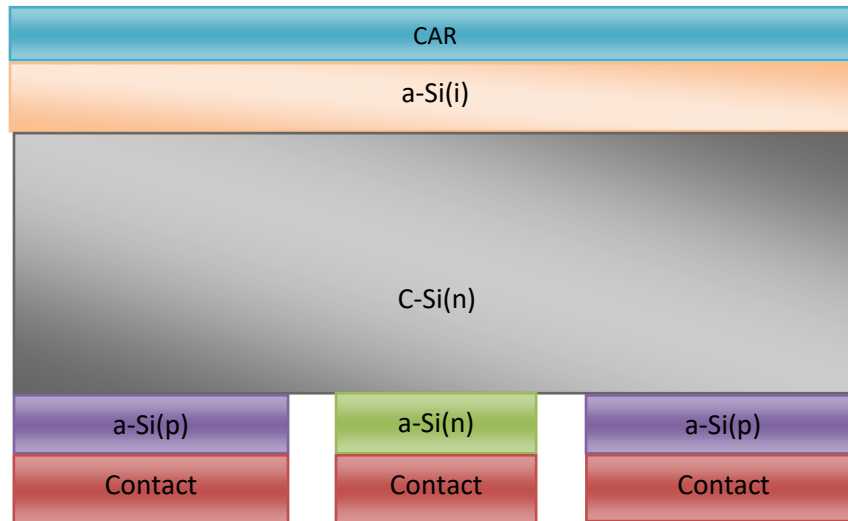 CAR
a-Si(i)
C-Si(n)
a-Si(p)
a-Si(n)
a-Si(p)
Contact
Contact
Contact